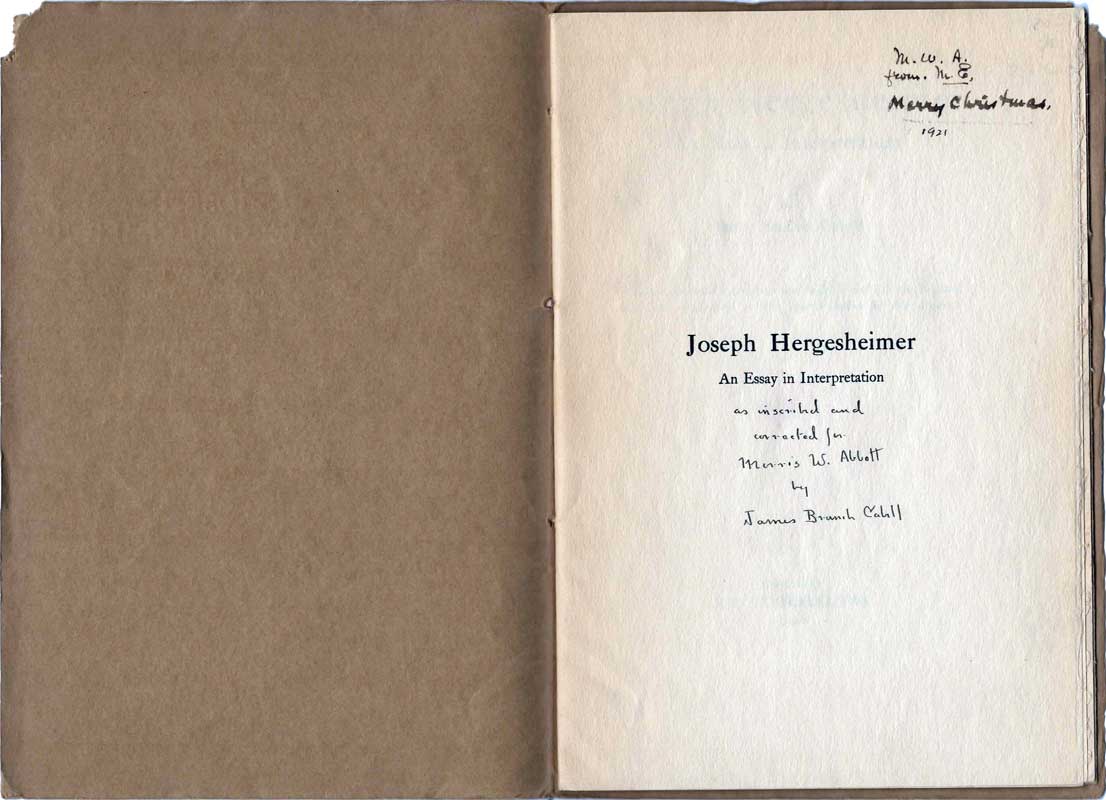 M. W. A.
from. M. E.
Merry Christmas.
1921
Joseph Hergesheimer
An Essay in Interpretation
as inscribed and
corrected for
Morris W. Abbott
by
James Branch Cabell